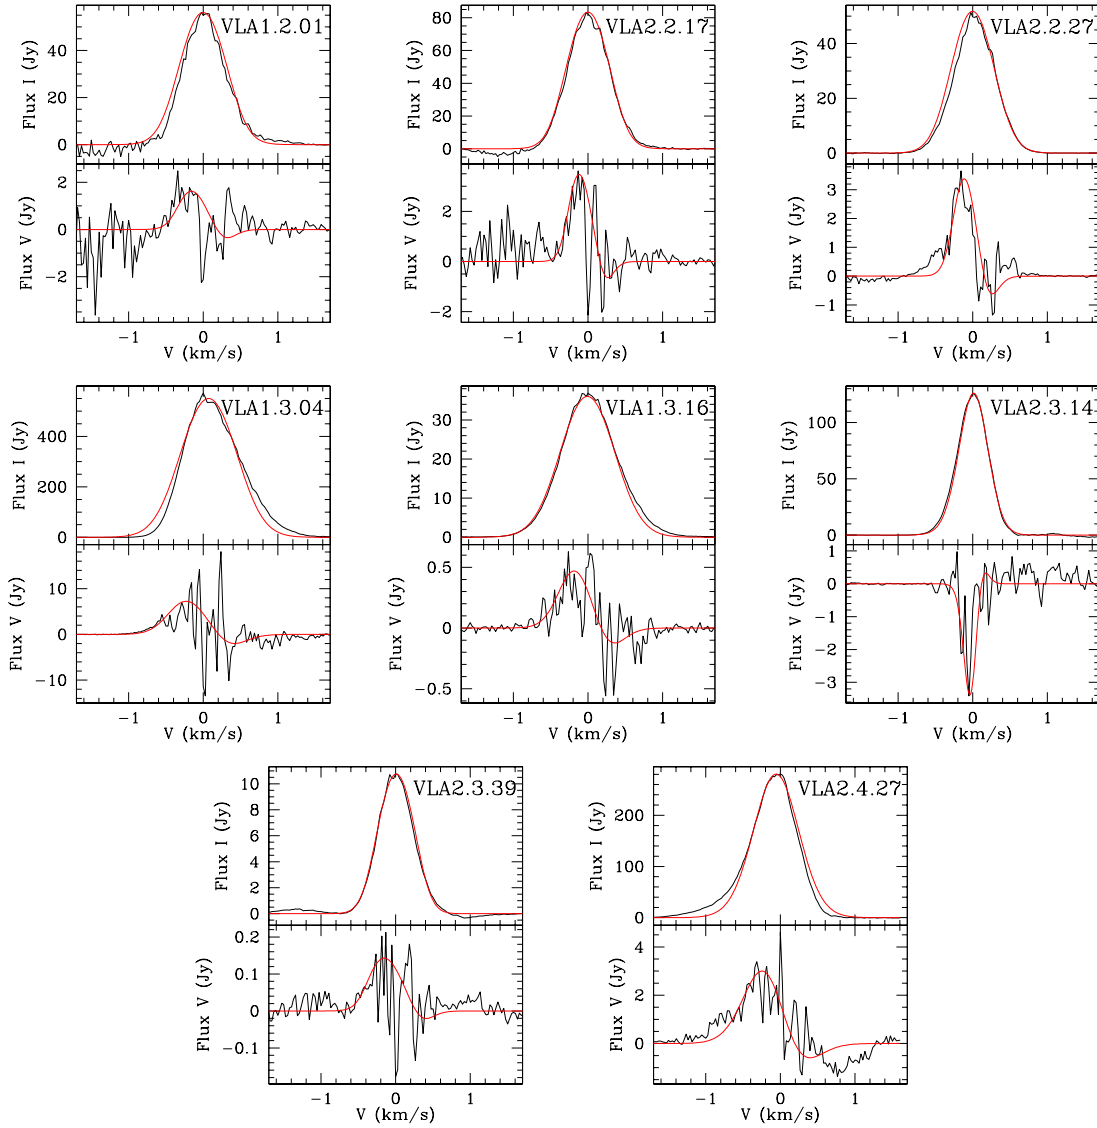 VLA1.2.01
Flux I (Jy)
40
20
0
Flux V (Jy)
2
0
−2
−1 0 1
V (km/s)
VLA2.2.17
Flux I (Jy)
80
60
40
20
0
Flux V (Jy)
2
0
−2
−1 0 1
V (km/s)
VLA2.2.27
Flux I (Jy)
40
20
0
Flux V (Jy)
3
2
1
0
−1
−1 0 1
V (km/s)
VLA1.3.04
Flux I (Jy)
400
200
0
Flux V (Jy)
10
0
−10
−1 0 1
V (km/s)
VLA1.3.16
Flux I (Jy)
30
20
10
0
Flux V (Jy)
0.5
0
−0.5
−1 0 1
V (km/s)
VLA2.3.14
Flux I (Jy)
100
50
0
Flux V (Jy)
1
0
−1
−2
−3
−1 0 1
V (km/s)
VLA2.3.39
Flux I (Jy)
10
8
6
4
2
0
Flux V (Jy)
0.2
0.1
0
−0.1
−1 0 1
V (km/s)
VLA2.4.27
Flux I (Jy)
200
100
0
Flux V (Jy)
4
2
0
−1 0 1
V (km/s)